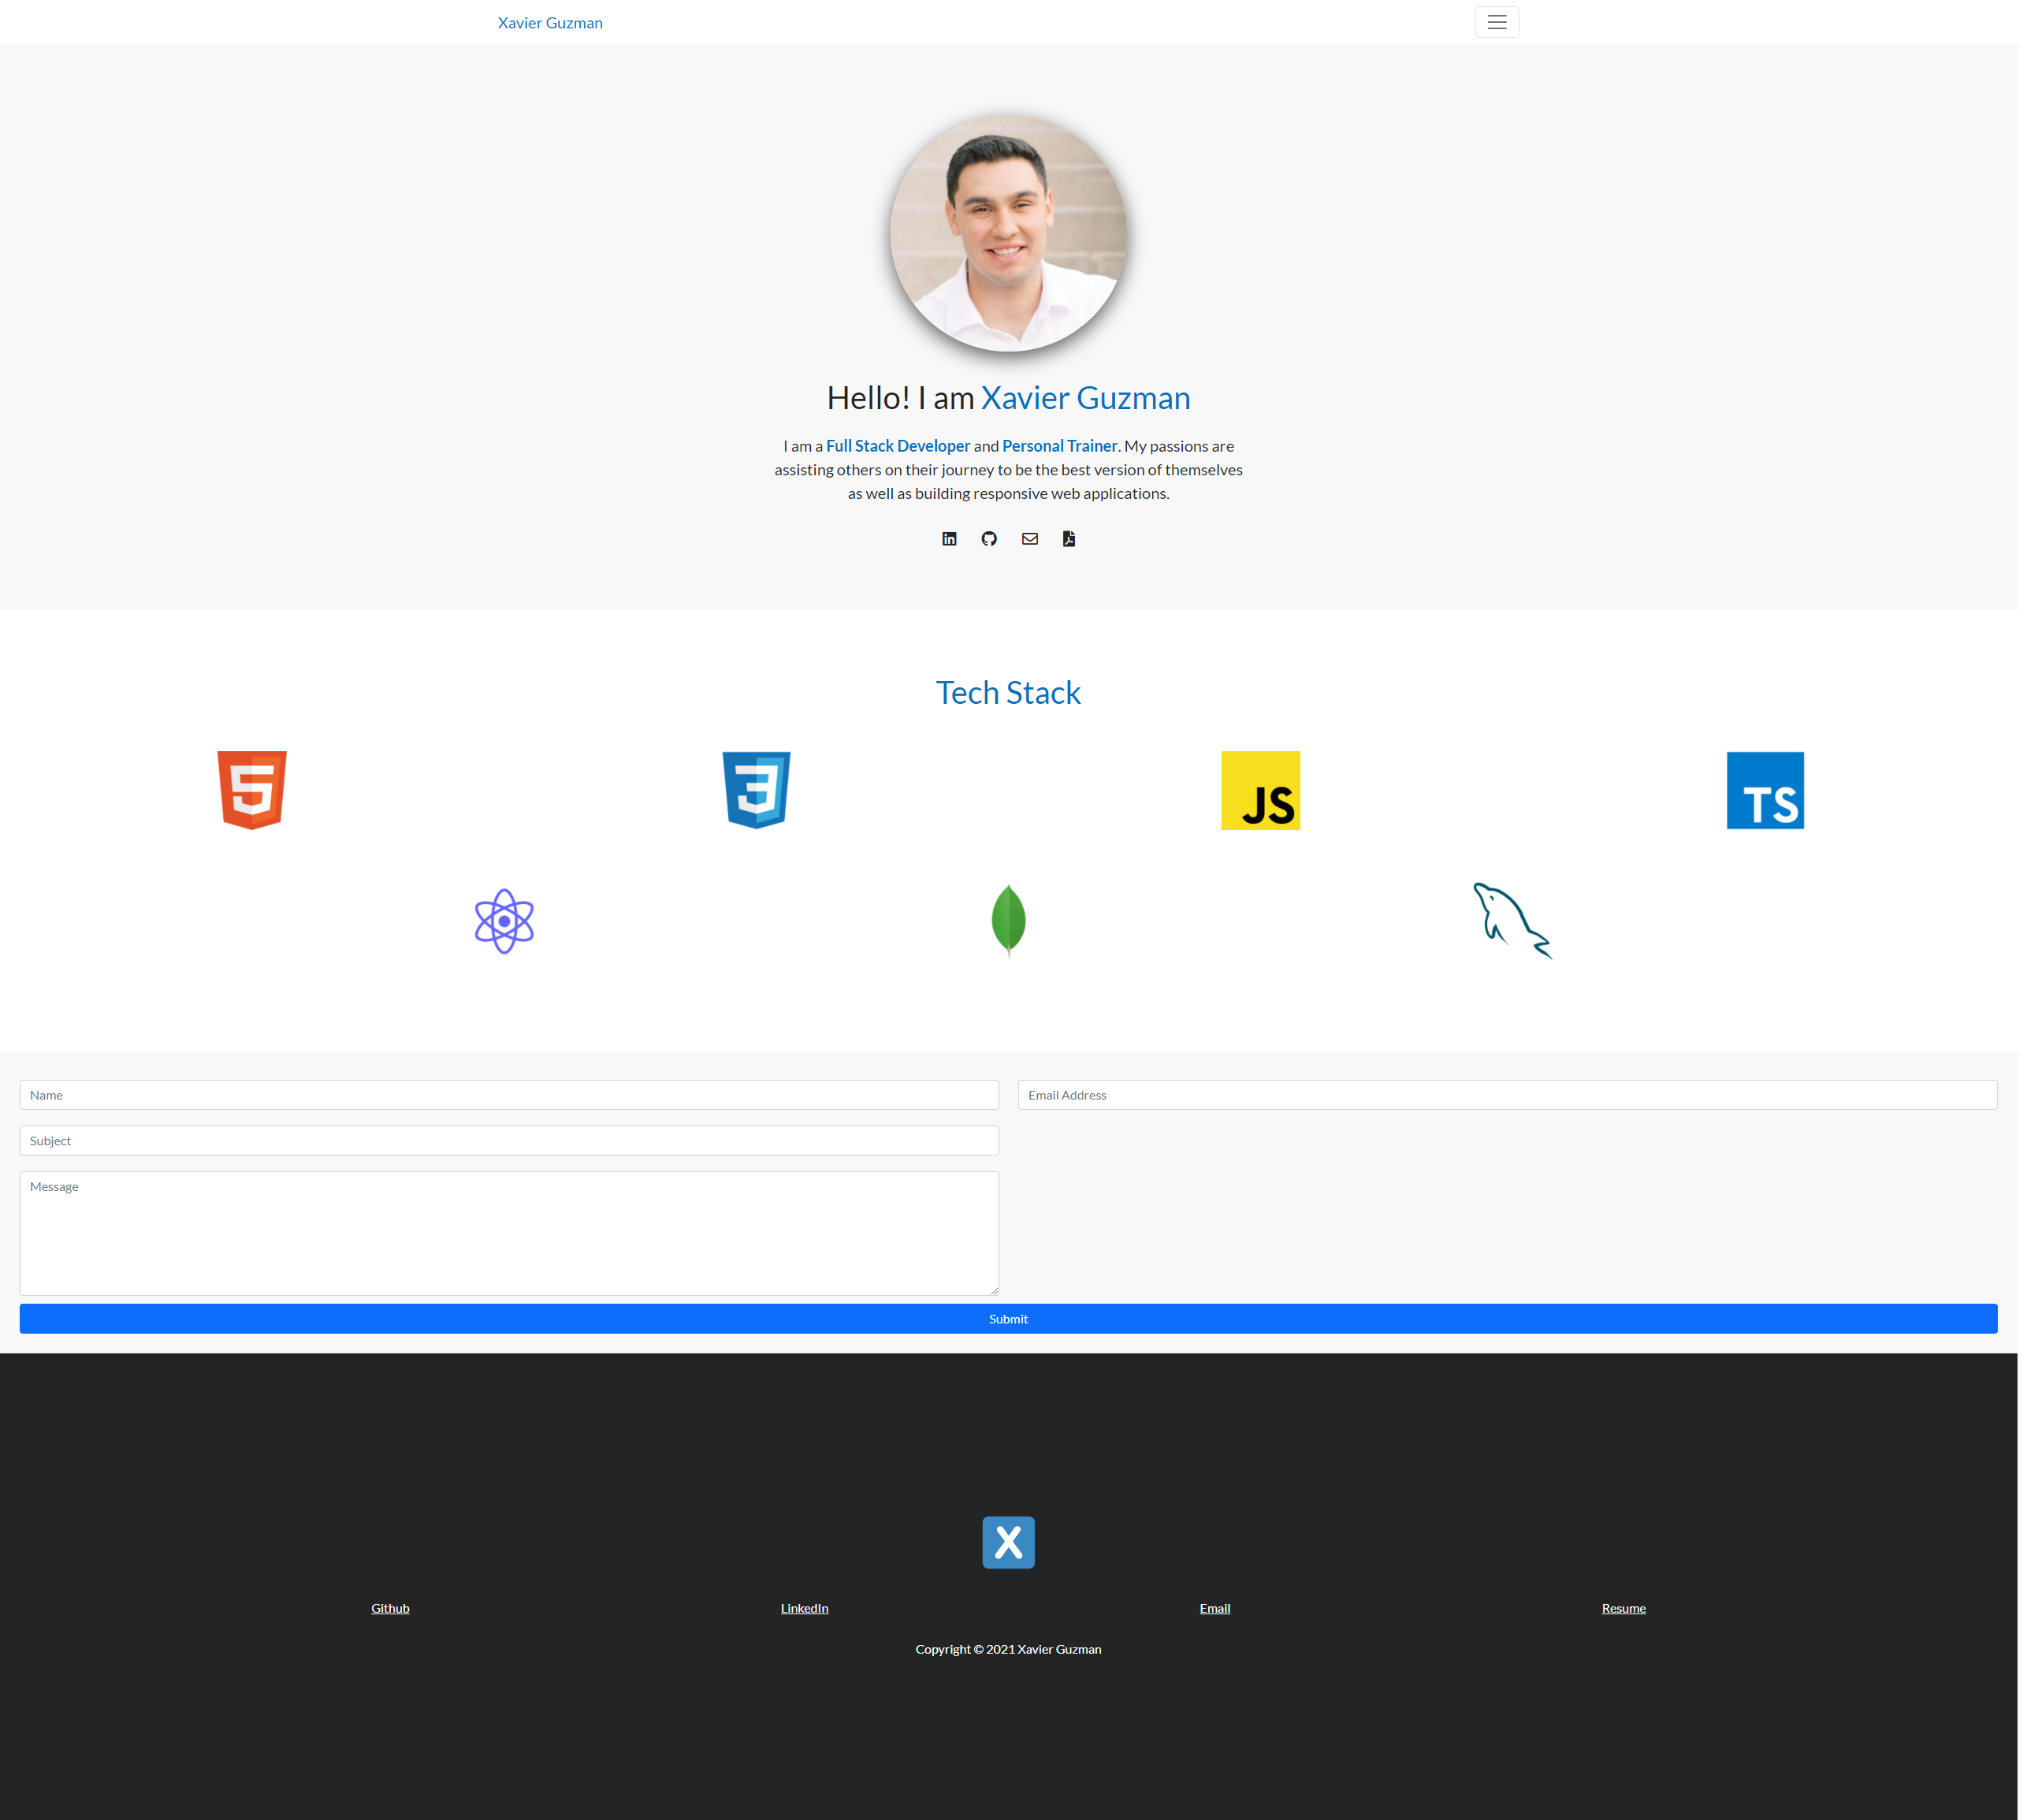 Xavier Guzman
Hello! I am Xavier Guzman
I am a Full Stack Developer and Personal Trainer. My passions are
assisting others on their journey to be the best version of themselves
as well as building responsive web applications.
in
Tech Stack
5
3
JS
TS
Name
Email Address
Subject
Message
Submit
X
Github
LinkedIn
Email
Resume
Copyright © 2021 Xavier Guzman